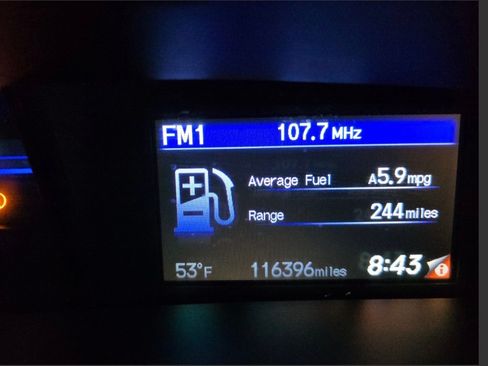 FM1 107.7 MHz
Average Fuel A5.9mpg
Range 244miles
53°F 116396miles 8:43 i